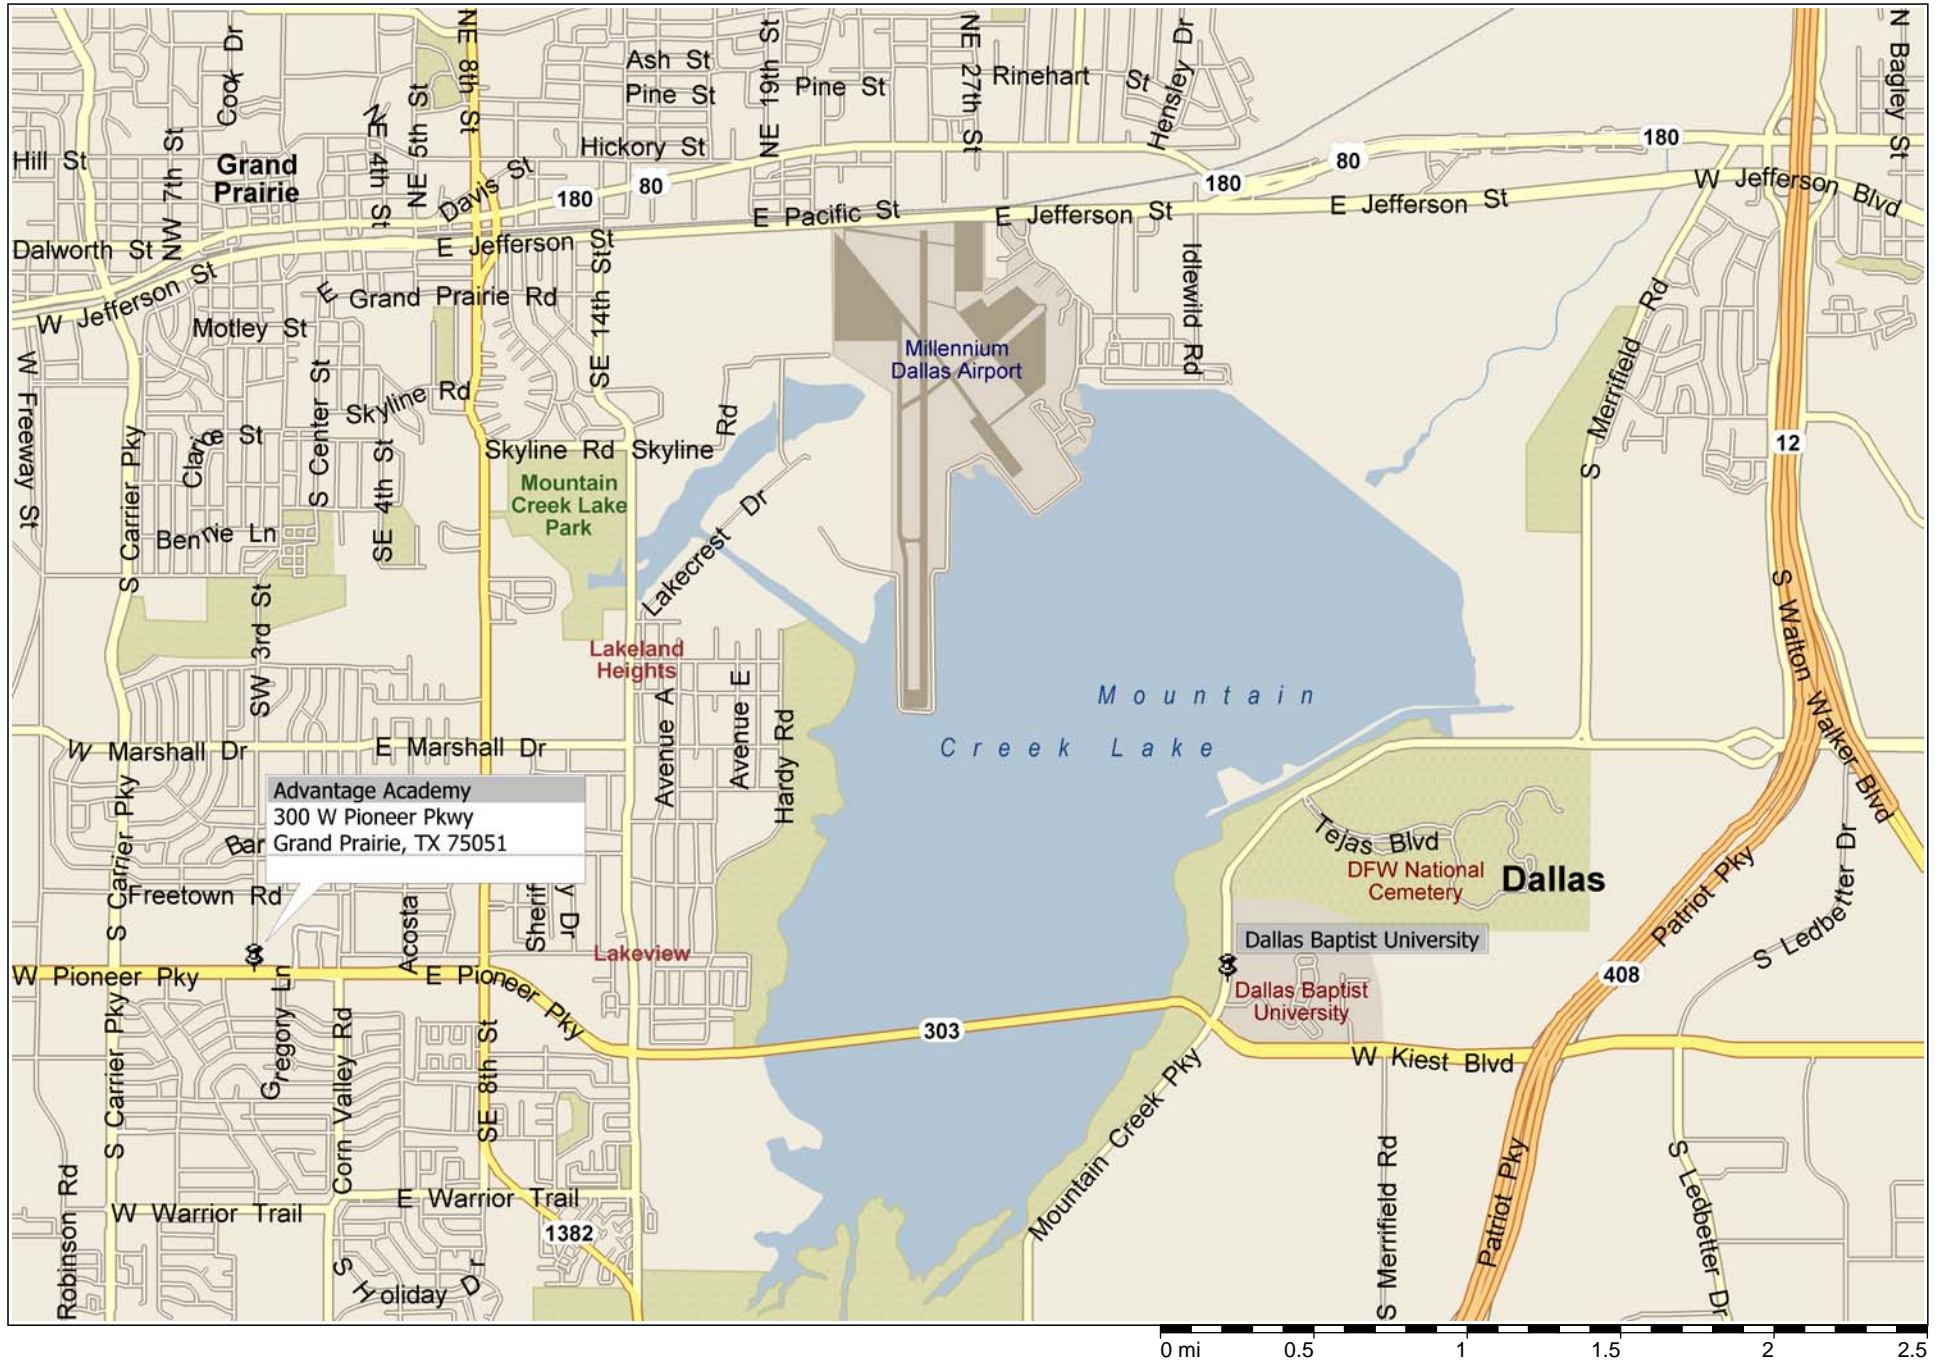 NE 8th St
Cook Dr
Ash St
NE 19th St
NE 27th St
Hensley Dr
N Bagley St
Pine St
Pine St
Rinehart St
NE 4th St
NE 5th St
NW 7th St
Hill St
Grand
Prairie
Hickory St
Davis St
180
80
180
80
180
W Jefferson Blvd
E Pacific St
E Jefferson St
E Jefferson St
Dalworth St
E Jefferson St
W Jefferson St
E Grand Prairie Rd
Motley St
SE 14th St
Idlewild Rd
S Merrifield Rd
Millennium
Dallas Airport
W Freeway St
S Center St
Skyline Rd
S Carrier Pky
Skyline Rd
Skyline Rd
12
SE 4th St
Mountain
Creek Lake
Park
Lakecrest Dr
Bennie Ln
SW 3rd St
S Walton Walker Blvd
Lakeland
Heights
Avenue A
Avenue E
Hardy Rd
Mountain
Creek Lake
W Marshall Dr
E Marshall Dr
S Carrier Pky
Advantage Academy
300 W Pioneer Pkwy
Grand Prairie, TX 75051
Bar
Freetown Rd
Acosta
Sheriff
y Dr
Lakeview
Tejas Blvd
DFW National
Cemetery
Dallas
Patriot Pky
S Ledbetter Dr
Dallas Baptist University
Dallas Baptist
University
408
W Pioneer Pky
E Pioneer Pky
303
W Kiest Blvd
S Carrier Pky
Gregory Ln
Corn Valley Rd
SE 8th St
Mountain Creek Pky
S Merrifield Rd
Patriot Pky
S Ledbetter Dr
Robinson Rd
W Warrior Trail
E Warrior Trail
1382
S Holiday Dr
0 mi
0.5
1
1.5
2
2.5